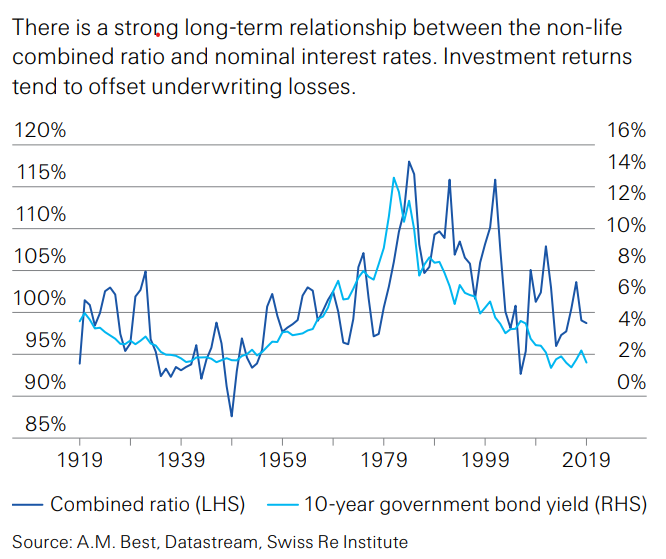 There is a strong long-term relationship between the non-life
combined ratio and nominal interest rates. Investment returns
tend to offset underwriting losses.
120% 16%
115% 14%
12%
110% 10%
105% 8%
100% 6%
95% 4%
2%
90% 0%
85%
1919 1939 1959 1979 1999 2019
Combined ratio (LHS) 10-year government bond yield (RHS)
Source: A.M. Best, Datastream, Swiss Re Institute